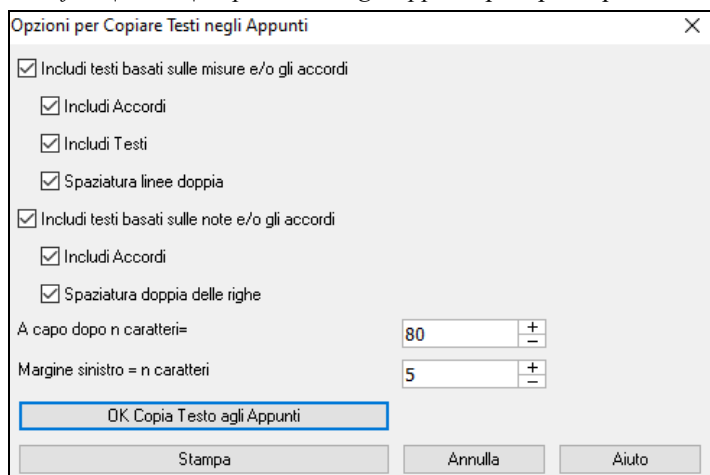 Opzioni per Copiare Testi negli Appunti
Includi testi basati sulle misure e/o gli accordi
Includi Accordi
Includi Testi
Spaziatura linee doppia
Includi testi basati sulle note e/o gli accordi
Includi Accordi
Spaziatura doppia delle righe
A capo dopo n caratteri= 80
Margine sinistro = n caratteri 5
OK Copia Testo agli Appunti
Stampa Annulla Aiuto